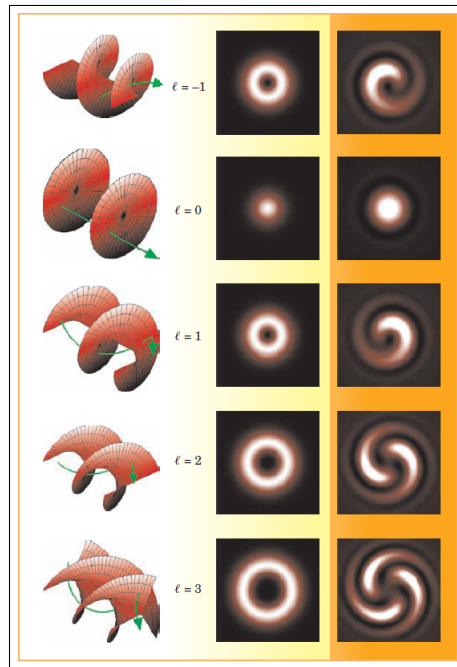 ℓ = −1
ℓ = 0
ℓ = 1
ℓ = 2
ℓ = 3